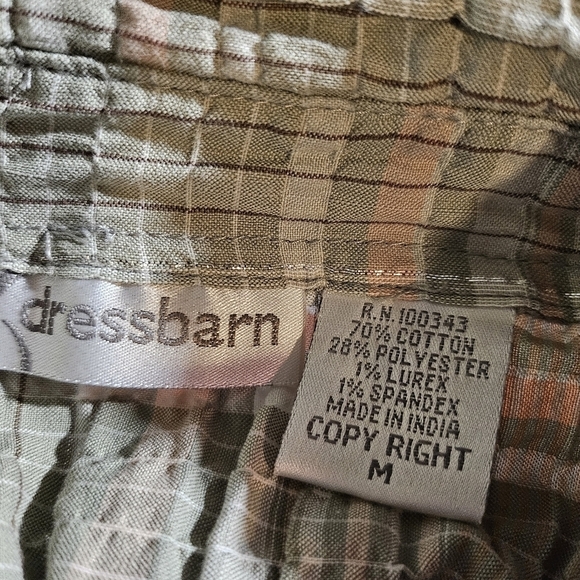 dressbarn
R.N.100343
70% COTTON
28% POLYESTER
1% LUREX
1% SPANDEX
MADE IN INDIA
COPY RIGHT
M